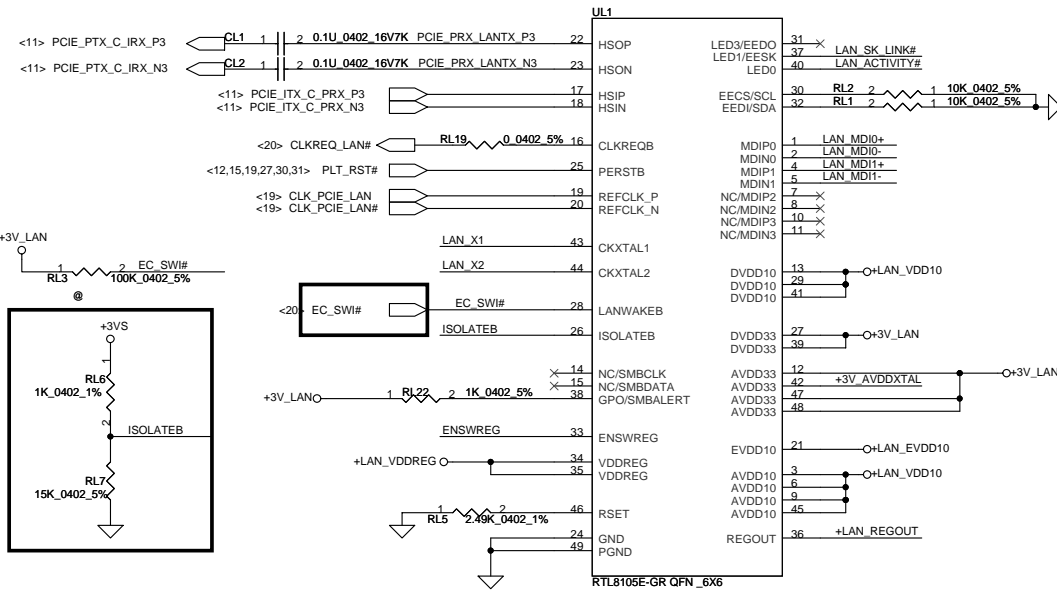 UL1
<11> PCIE_PTX_C_IRX_P3 CL1 1 2 0.1U_0402_16V7K PCIE_PRX_LANTX_P3 22 HSOP
<11> PCIE_PTX_C_IRX_N3 CL2 1 2 0.1U_0402_16V7K PCIE_PRX_LANTX_N3 23 HSON
<11> PCIE_ITX_C_PRX_P3 17 HSIP
<11> PCIE_ITX_C_PRX_N3 18 HSIN
<20> CLKREQ_LAN# RL19 0_0402_5% 16 CLKREQB
<12,15,19,27,30,31> PLT_RST# 25 PERSTB
<19> CLK_PCIE_LAN 19 REFCLK_P
<19> CLK_PCIE_LAN# 20 REFCLK_N
LAN_X1 43 CKXTAL1
LAN_X2 44 CKXTAL2
<20> EC_SWI# EC_SWI# 28 LANWAKEB
ISOLATEB 26 ISOLATEB
14 NC/SMBCLK
15 NC/SMBDATA
+3V_LAN 1 RL22 2 1K_0402_5% 38 GPO/SMBALERT
ENSWREG 33 ENSWREG
+LAN_VDDREG 34 VDDREG
35 VDDREG
1 RL5 2 2.49K_0402_1% 46 RSET
24 GND
49 PGND
LED3/EEDO 31
LED1/EESK 37 LAN_SK_LINK#
LED0 40 LAN_ACTIVITY#
EECS/SCL 30 RL2 2 1 10K_0402_5%
EEDI/SDA 32 RL1 2 1 10K_0402_5%
MDIP0 1 LAN_MDI0+
MDIN0 2 LAN_MDI0-
MDIP1 4 LAN_MDI1+
MDIN1 5 LAN_MDI1-
NC/MDIP2 7
NC/MDIN2 8
NC/MDIP3 10
NC/MDIN3 11
DVDD10 13 +LAN_VDD10
DVDD10 29
DVDD10 41
DVDD33 27 +3V_LAN
DVDD33 39
AVDD33 12 +3V_LAN
AVDD33 42 +3V_AVDDXTAL
AVDD33 47
AVDD33 48
EVDD10 21 +LAN_EVDD10
AVDD10 3 +LAN_VDD10
AVDD10 6
AVDD10 9
AVDD10 45
REGOUT 36 +LAN_REGOUT
RTL8105E-GR QFN _6X6
+3V_LAN
1 2 EC_SWI#
RL3 100K_0402_5%
@
+3VS
1
RL6
1K_0402_1%
2
ISOLATEB
1
RL7
15K_0402_5%
2